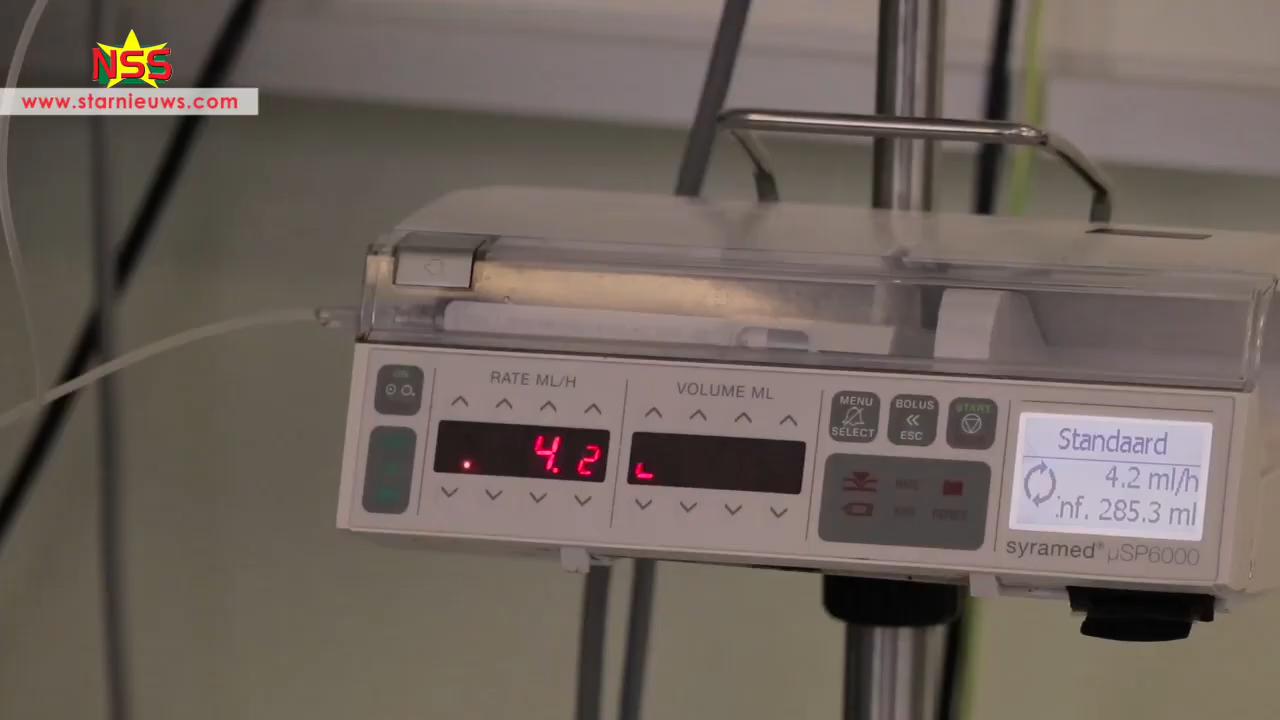 NSS
www.starnieuws.com
RATE ML/H
VOLUME ML
MENU
SELECT
BOLUS
ESC
START
4.2
Standaard
4.2 ml/h
Inf. 285.3 ml
syramed® µSP6000